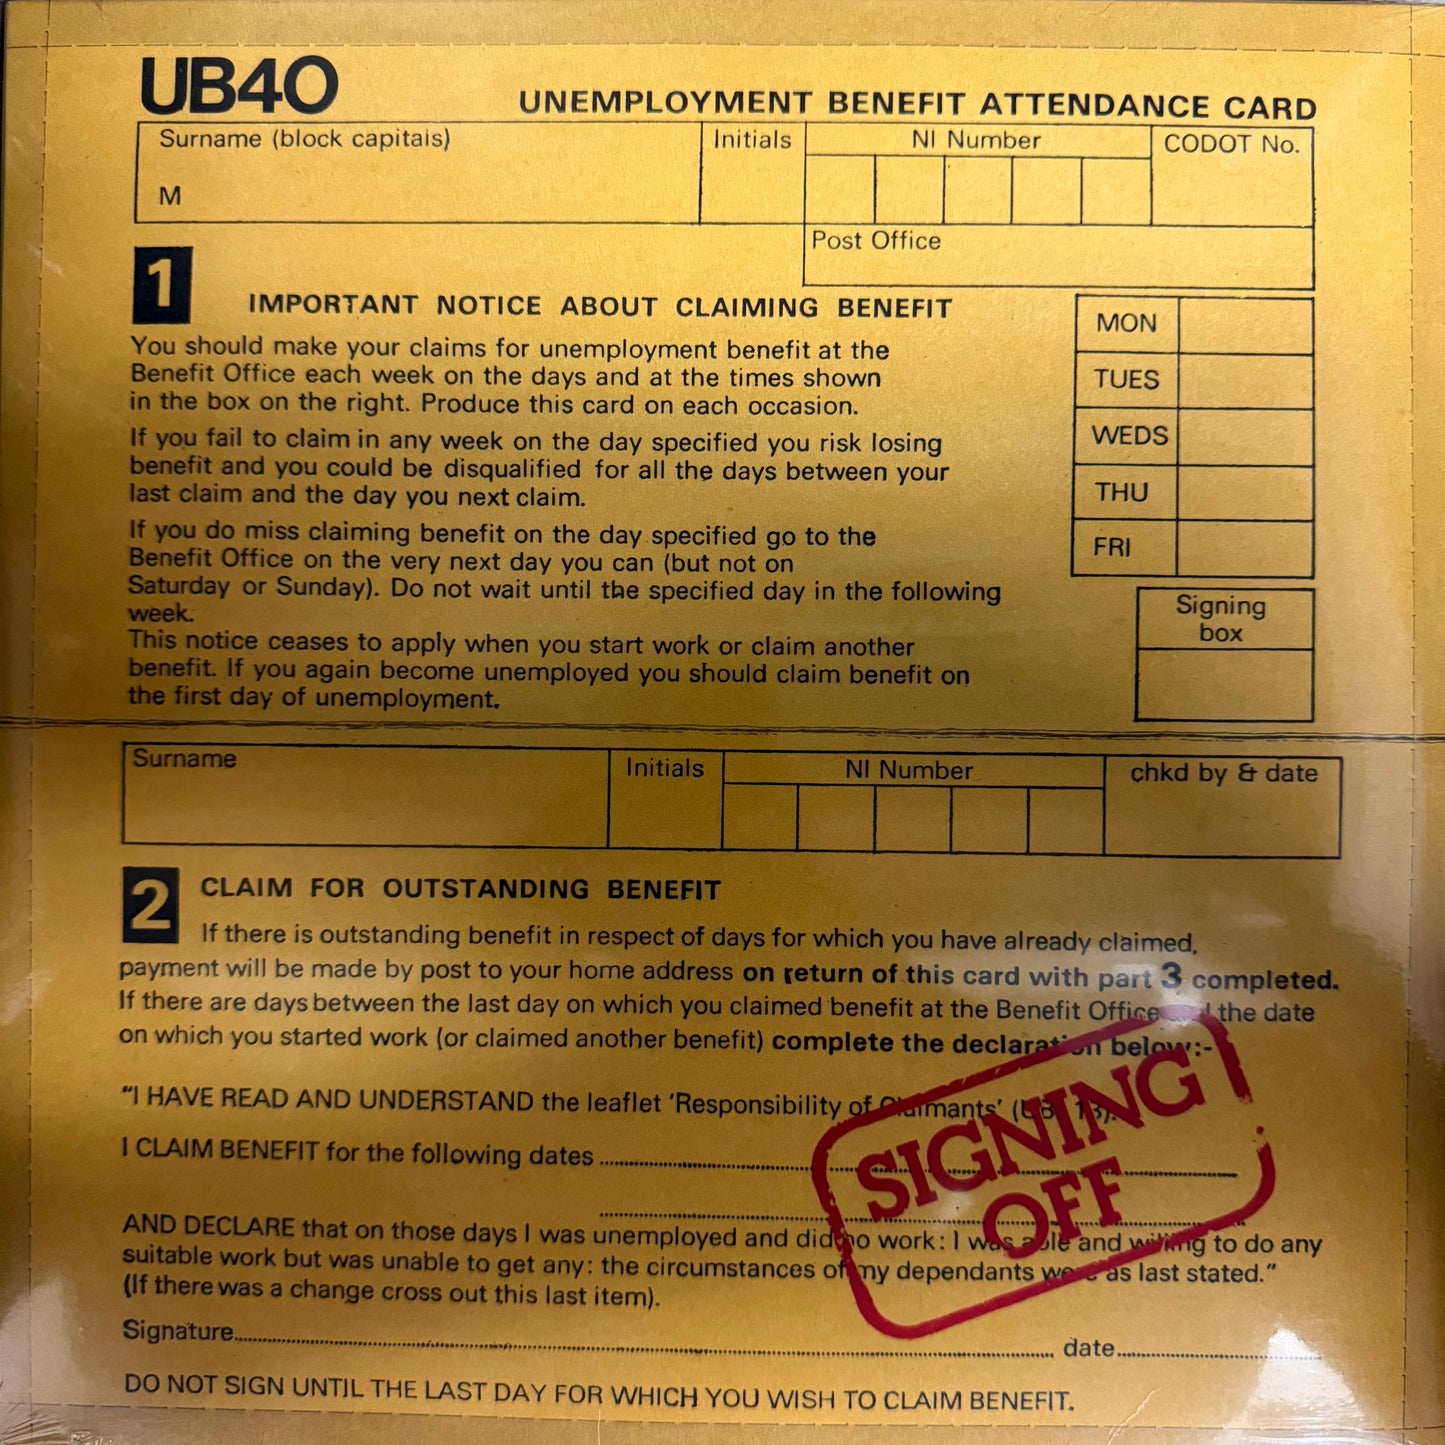 UB40
UNEMPLOYMENT BENEFIT ATTENDANCE CARD
Surname (block capitals)
Initials
NI Number
CODOT No.
M
Post Office
1
IMPORTANT NOTICE ABOUT CLAIMING BENEFIT
You should make your claims for unemployment benefit at the
Benefit Office each week on the days and at the times shown
in the box on the right. Produce this card on each occasion.
If you fail to claim in any week on the day specified you risk losing
benefit and you could be disqualified for all the days between your
last claim and the day you next claim.
If you do miss claiming benefit on the day specified go to the
Benefit Office on the very next day you can (but not on
Saturday or Sunday). Do not wait until the specified day in the following
week.
This notice ceases to apply when you start work or claim another
benefit. If you again become unemployed you should claim benefit on
the first day of unemployment.
MON
TUES
WEDS
THU
FRI
Signing
box
Surname
Initials
NI Number
chkd by & date
2
CLAIM FOR OUTSTANDING BENEFIT
If there is outstanding benefit in respect of days for which you have already claimed,
payment will be made by post to your home address on return of this card with part 3 completed.
If there are days between the last day on which you claimed benefit at the Benefit Office the date
on which you started work (or claimed another benefit) complete the declaration below:-
"I HAVE READ AND UNDERSTAND the leaflet 'Responsibility of Claimants'
I CLAIM BENEFIT for the following dates
AND DECLARE that on those days I was unemployed and did no work: I was able and willing to do any
suitable work but was unable to get any: the circumstances of my dependants were as last stated."
(If there was a change cross out this last item).
Signature
date
DO NOT SIGN UNTIL THE LAST DAY FOR WHICH YOU WISH TO CLAIM BENEFIT.
SIGNING
OFF